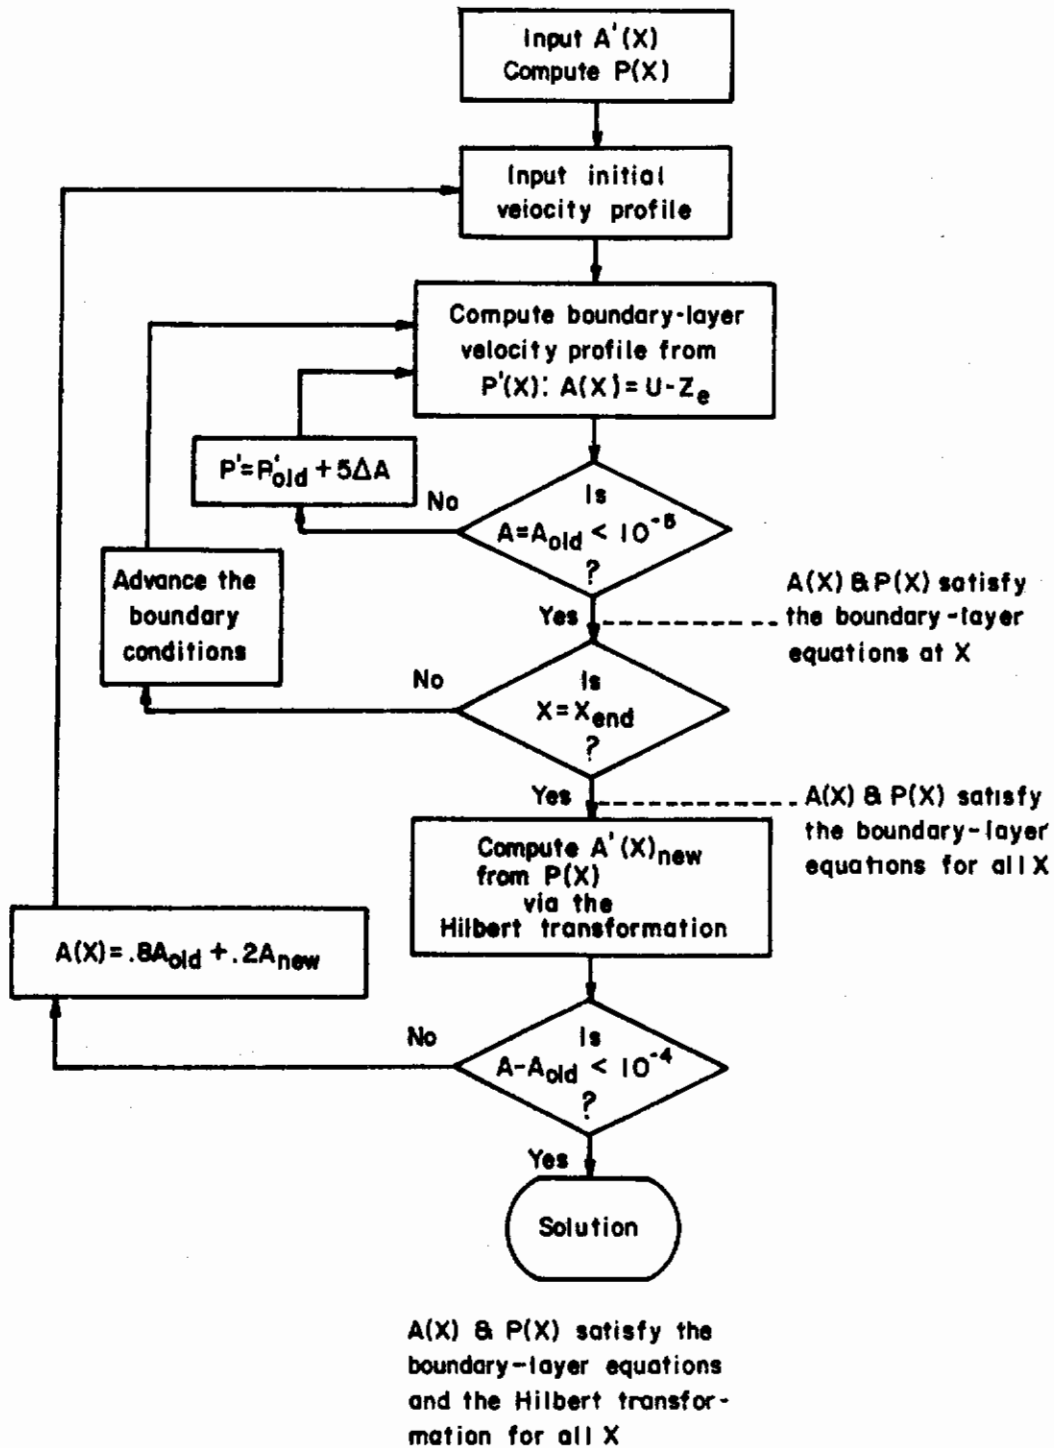 Input A'(X)
Compute P(X)
Input initial
velocity profile
Compute boundary-layer
velocity profile from
P'(X): A(X) = U - Z_e
P' = P'_old + 5ΔA
No
Is
A = A_old < 10^-5
?
Yes
A(X) & P(X) satisfy
the boundary-layer
equations at X
Advance the
boundary
conditions
No
Is
X = X_end
?
Yes
A(X) & P(X) satisfy
the boundary-layer
equations for all X
Compute A'(X)_new
from P(X)
via the
Hilbert transformation
A(X) = .8A_old + .2A_new
No
Is
A - A_old < 10^-4
?
Yes
Solution
A(X) & P(X) satisfy the
boundary-layer equations
and the Hilbert transfor-
mation for all X